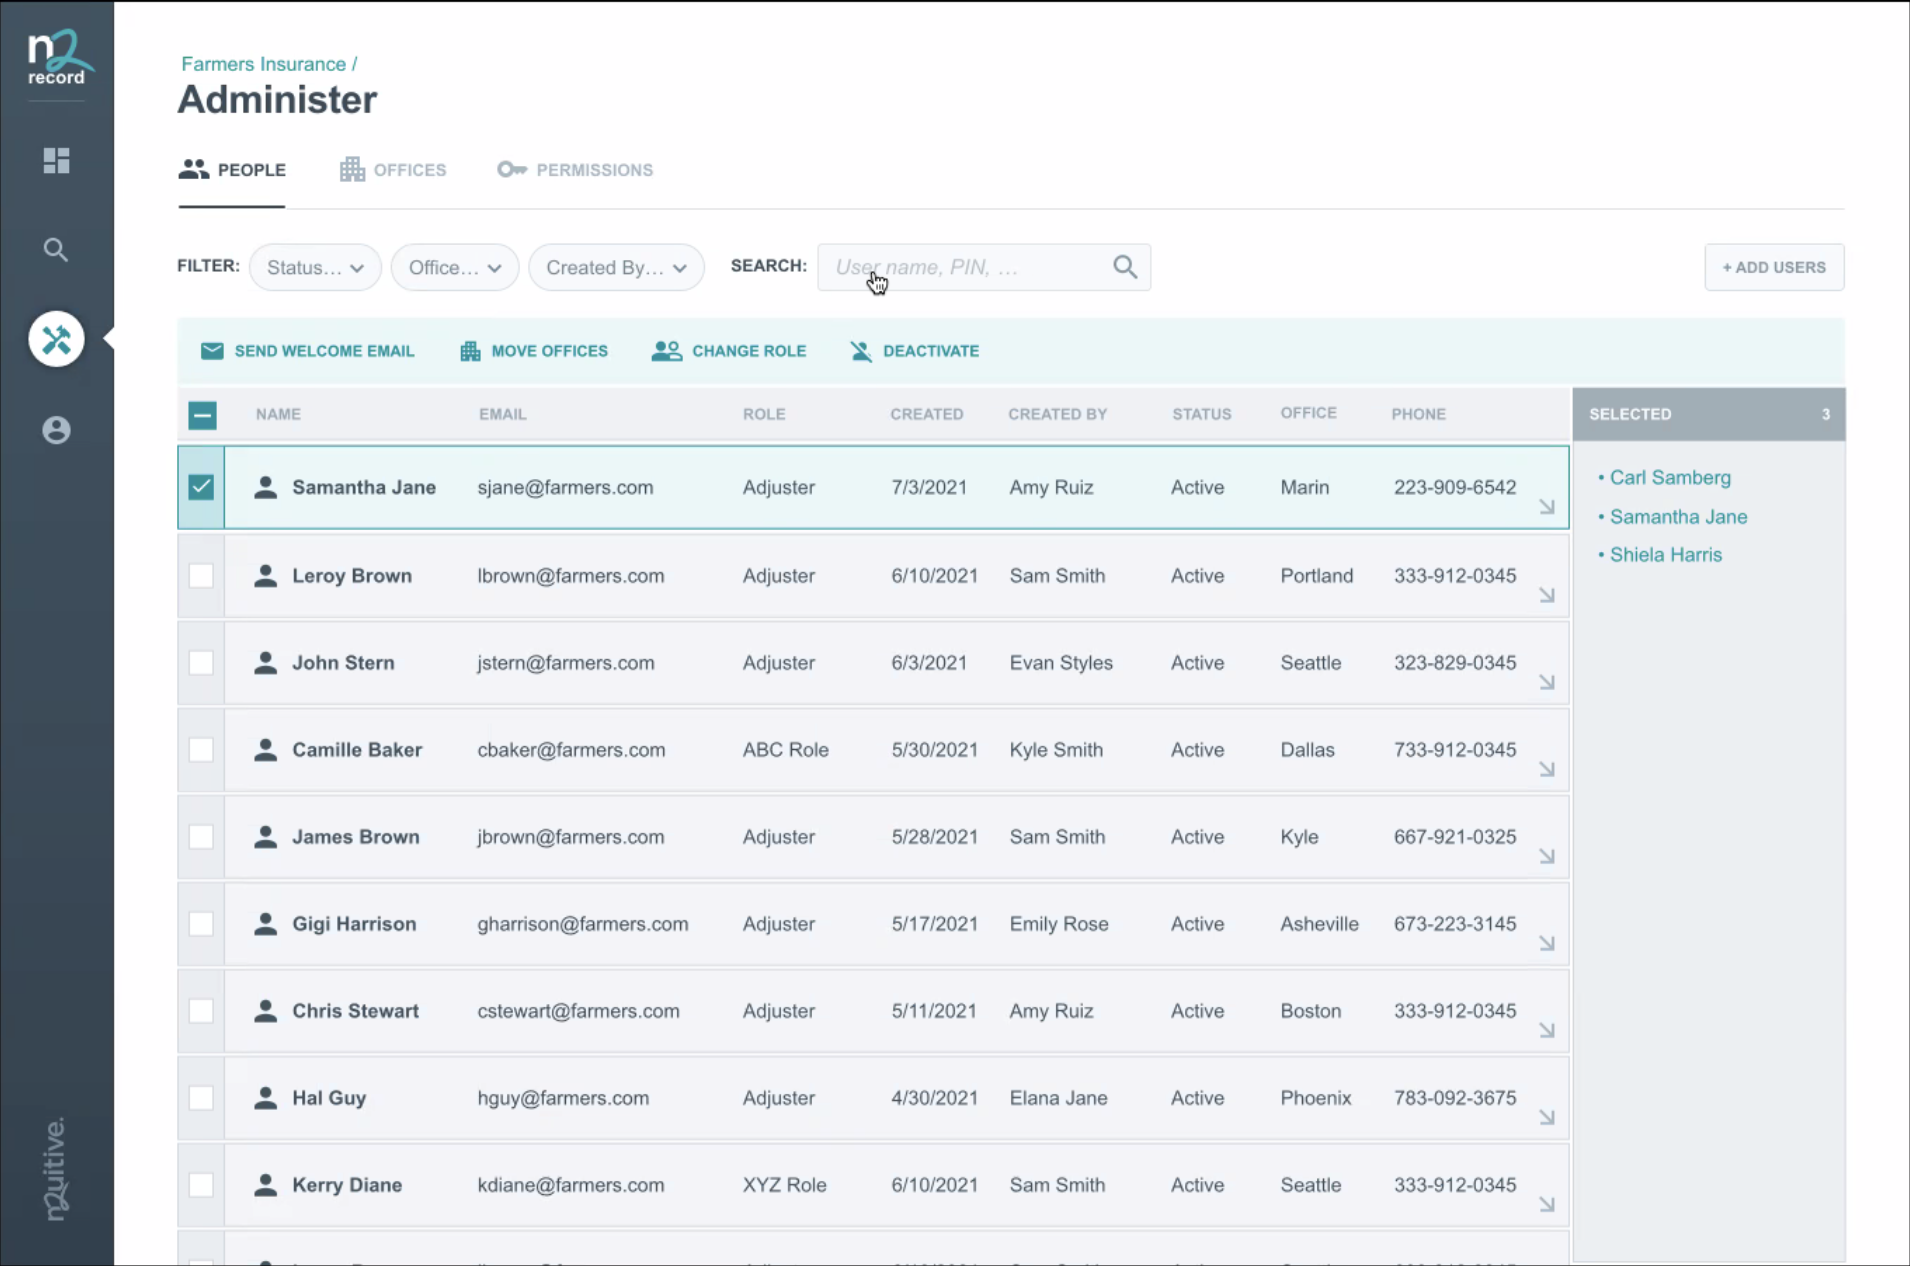 n2
record
Farmers Insurance /
Administer
PEOPLE OFFICES PERMISSIONS
FILTER: Status... Office... Created By... SEARCH: User name, PIN, ... + ADD USERS
SEND WELCOME EMAIL MOVE OFFICES CHANGE ROLE DEACTIVATE
NAME EMAIL ROLE CREATED CREATED BY STATUS OFFICE PHONE SELECTED 3
Samantha Jane sjane@farmers.com Adjuster 7/3/2021 Amy Ruiz Active Marin 223-909-6542
• Carl Samberg
• Samantha Jane
• Shiela Harris
Leroy Brown lbrown@farmers.com Adjuster 6/10/2021 Sam Smith Active Portland 333-912-0345
John Stern jstern@farmers.com Adjuster 6/3/2021 Evan Styles Active Seattle 323-829-0345
Camille Baker cbaker@farmers.com ABC Role 5/30/2021 Kyle Smith Active Dallas 733-912-0345
James Brown jbrown@farmers.com Adjuster 5/28/2021 Sam Smith Active Kyle 667-921-0325
Gigi Harrison gharrison@farmers.com Adjuster 5/17/2021 Emily Rose Active Asheville 673-223-3145
Chris Stewart cstewart@farmers.com Adjuster 5/11/2021 Amy Ruiz Active Boston 333-912-0345
Hal Guy hguy@farmers.com Adjuster 4/30/2021 Elana Jane Active Phoenix 783-092-3675
Kerry Diane kdiane@farmers.com XYZ Role 6/10/2021 Sam Smith Active Seattle 333-912-0345
n2uitive.